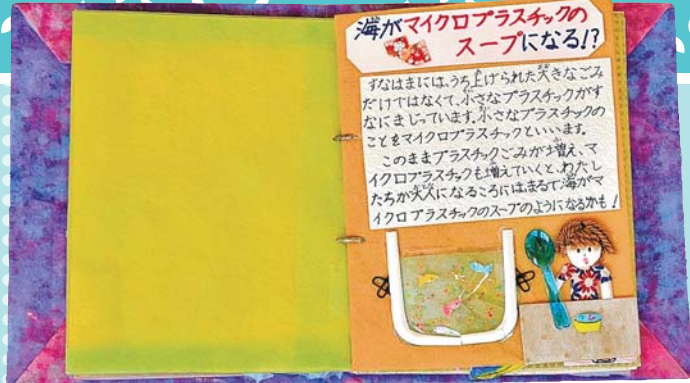 海がマイクロプラスチックの
スープになる!?
すなはまには、うち上げられた大きなごみ
だけではなくて、小さなプラスチックがす
なにまじっています。小さなプラスチックの
ことをマイクロプラスチックといいます。
このままプラスチックごみが増え、マ
イクロプラスチックも増えていくと、わたし
たちが大人になるころには、まるで海がマ
イクロプラスチックのスープのようになるかも!